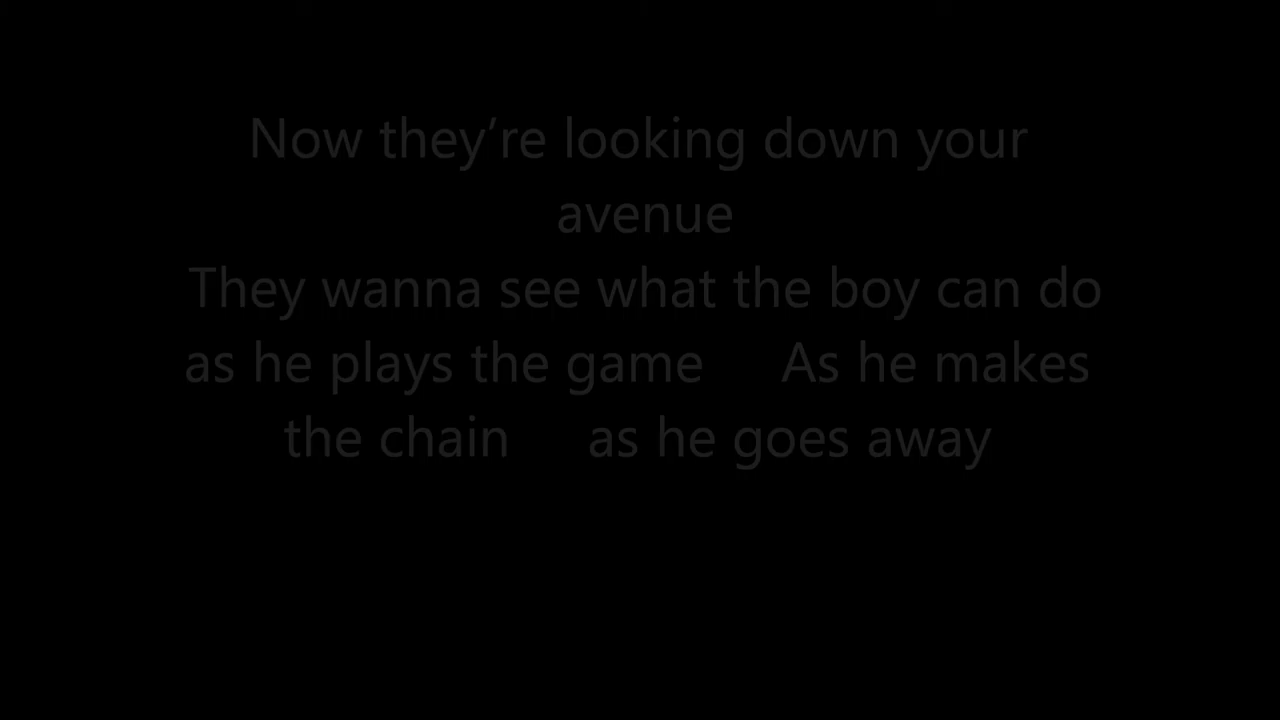 Now they’re looking down your
avenue
They wanna see what the boy can do
as he plays the game As he makes
the chain as he goes away